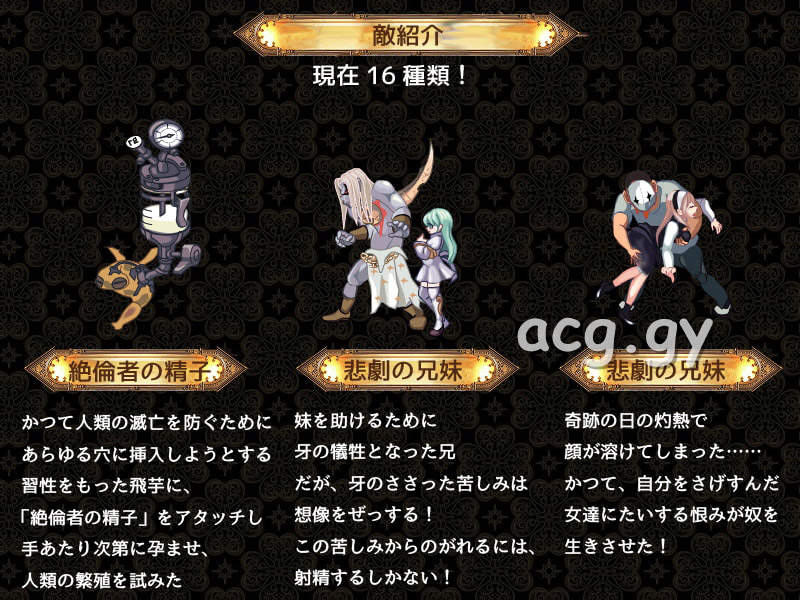 敵紹介
現在 16 種類！
T2
acg.gy
絶倫者の精子
悲劇の兄妹
悲劇の兄妹
かつて人類の滅亡を防ぐために
あらゆる穴に挿入しようとする
習性をもった飛芋に、
「絶倫者の精子」をアタッチし
手あたり次第に孕ませ、
人類の繁殖を試みた
妹を助けるために
牙の犠牲となった兄
だが、牙のささった苦しみは
想像をぜっする！
この苦しみからのがれるには、
射精するしかない！
奇跡の日の灼熱で
顔が溶けてしまった……
かつて、自分をさげすんだ
女達にたいする恨みが奴を
生きさせた！